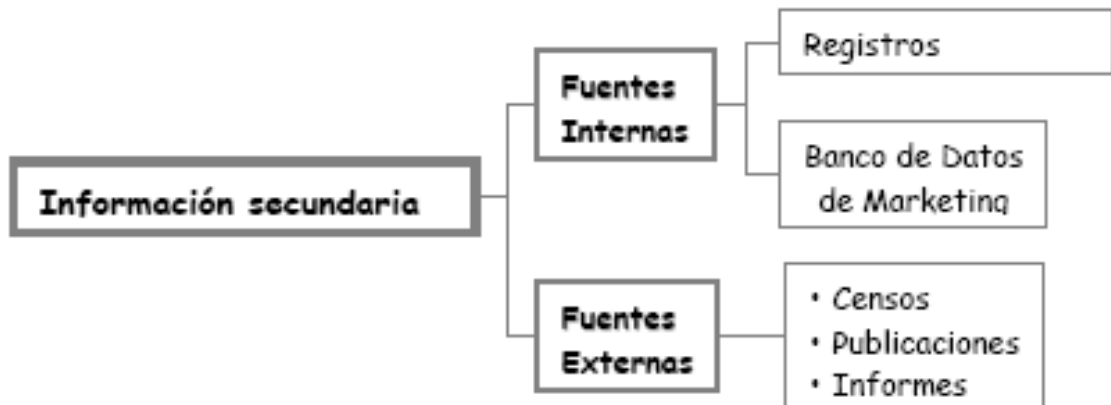 Información secundaria
Fuentes
Internas
Registros
Banco de Datos
de Marketing
Fuentes
Externas
• Censos
• Publicaciones
• Informes